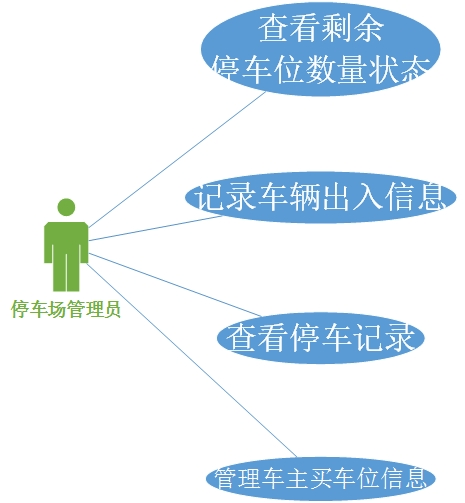 查看剩余
停车位数量状态
记录车辆出入信息
停车场管理员
查看停车记录
管理车主买车位信息